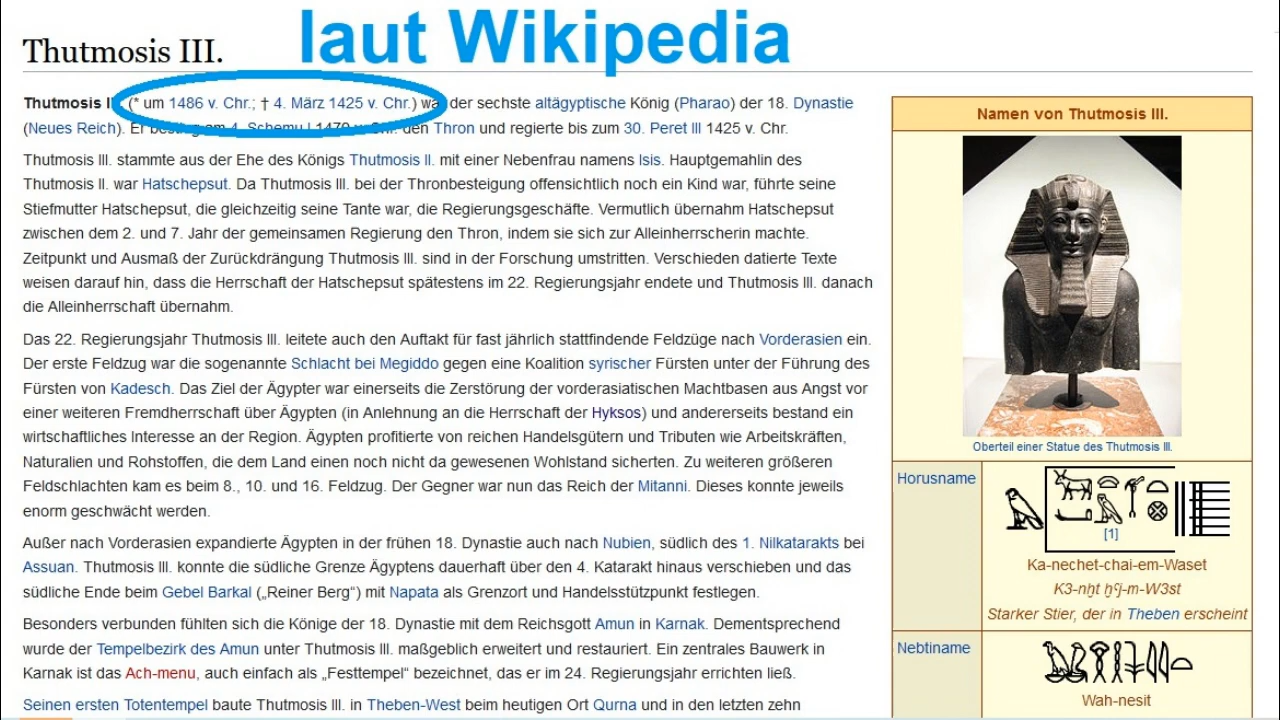 laut Wikipedia
Thutmosis III.
Thutmosis (* um 1486 v. Chr.; † 4. März 1425 v. Chr.) war der sechste altägyptische König (Pharao) der 18. Dynastie
(Neues Reich). Er bestieg am 4. Schemu I 1479 v. Chr. den Thron und regierte bis zum 30. Peret III 1425 v. Chr.
Thutmosis III. stammte aus der Ehe des Königs Thutmosis II. mit einer Nebenfrau namens Isis. Hauptgemahlin des
Thutmosis II. war Hatschepsut. Da Thutmosis III. bei der Thronbesteigung offensichtlich noch ein Kind war, führte seine
Stiefmutter Hatschepsut, die gleichzeitig seine Tante war, die Regierungsgeschäfte. Vermutlich übernahm Hatschepsut
zwischen dem 2. und 7. Jahr der gemeinsamen Regierung den Thron, indem sie sich zur Alleinherrscherin machte.
Zeitpunkt und Ausmaß der Zurückdrängung Thutmosis III. sind in der Forschung umstritten. Verschieden datierte Texte
weisen darauf hin, dass die Herrschaft der Hatschepsut spätestens im 22. Regierungsjahr endete und Thutmosis III. danach
die Alleinherrschaft übernahm.
Das 22. Regierungsjahr Thutmosis III. leitete auch den Auftakt für fast jährlich stattfindende Feldzüge nach Vorderasien ein.
Der erste Feldzug war die sogenannte Schlacht bei Megiddo gegen eine Koalition syrischer Fürsten unter der Führung des
Fürsten von Kadesch. Das Ziel der Ägypter war einerseits die Zerstörung der vorderasiatischen Machtbasen aus Angst vor
einer weiteren Fremdherrschaft über Ägypten (in Anlehnung an die Herrschaft der Hyksos) und andererseits bestand ein
wirtschaftliches Interesse an der Region. Ägypten profitierte von reichen Handelsgütern und Tributen wie Arbeitskräften,
Naturalien und Rohstoffen, die dem Land einen noch nicht da gewesenen Wohlstand sicherten. Zu weiteren größeren
Feldschlachten kam es beim 8., 10. und 16. Feldzug. Der Gegner war nun das Reich der Mitanni. Dieses konnte jeweils
enorm geschwächt werden.
Außer nach Vorderasien expandierte Ägypten in der frühen 18. Dynastie auch nach Nubien, südlich des 1. Nilkatarakts bei
Assuan. Thutmosis III. konnte die südliche Grenze Ägyptens dauerhaft über den 4. Katarakt hinaus verschieben und das
südliche Ende beim Gebel Barkal („Reiner Berg“) mit Napata als Grenzort und Handelsstützpunkt festlegen.
Besonders verbunden fühlten sich die Könige der 18. Dynastie mit dem Reichsgott Amun in Karnak. Dementsprechend
wurde der Tempelbezirk des Amun unter Thutmosis III. maßgeblich erweitert und restauriert. Ein zentrales Bauwerk in
Karnak ist das Ach-menu, auch einfach als „Festtempel“ bezeichnet, das er im 24. Regierungsjahr errichten ließ.
Seinen ersten Totentempel baute Thutmosis III. in Theben-West beim heutigen Ort Qurna und in den letzten zehn
Namen von Thutmosis III.
Oberteil einer Statue des Thutmosis III.
Horusname
[1]
Ka-nechet-chai-em-Waset
K3-nḫt ḫˁj-m-W3st
Starker Stier, der in Theben erscheint
Nebtiname
Wah-nesit